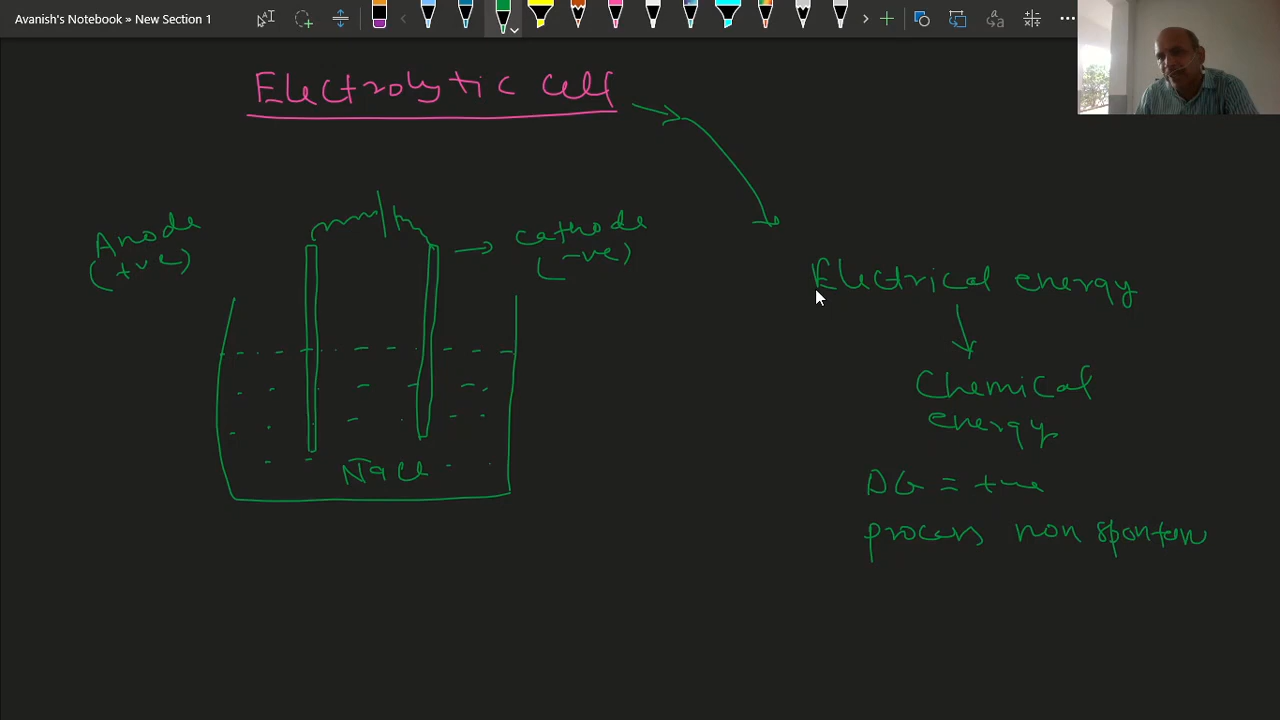 Avanish's Notebook » New Section 1
Electrolytic cell
Anode
(+ve)
cathode
(-ve)
NaCl
Electrical energy
Chemical
energy
DG = +ve
process non spontan